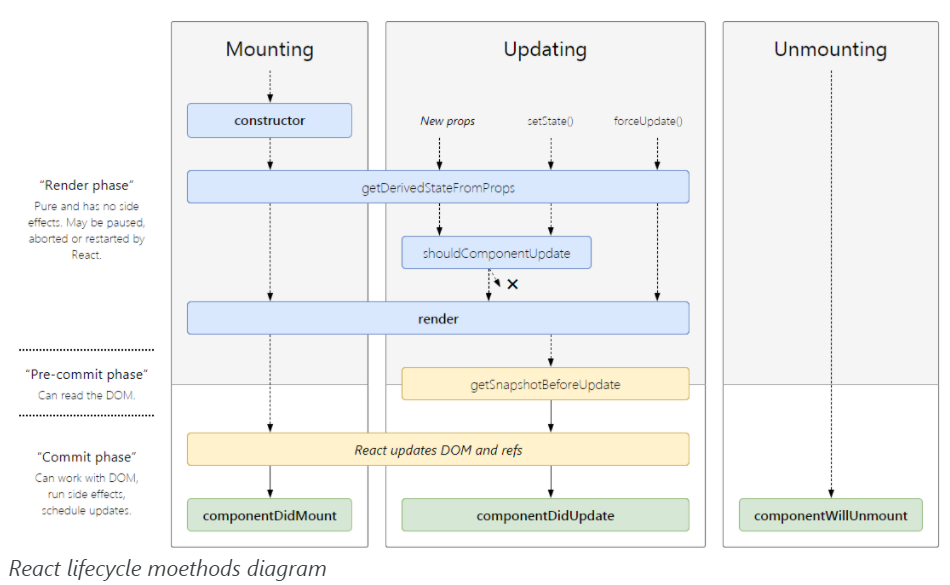 Mounting
Updating
Unmounting
constructor
New props
setState()
forceUpdate()
"Render phase"
Pure and has no side
effects. May be paused,
aborted or restarted by
React.
getDerivedStateFromProps
shouldComponentUpdate
×
render
"Pre-commit phase"
Can read the DOM.
getSnapshotBeforeUpdate
"Commit phase"
Can work with DOM,
run side effects,
schedule updates.
React updates DOM and refs
componentDidMount
componentDidUpdate
componentWillUnmount
React lifecycle moethods diagram